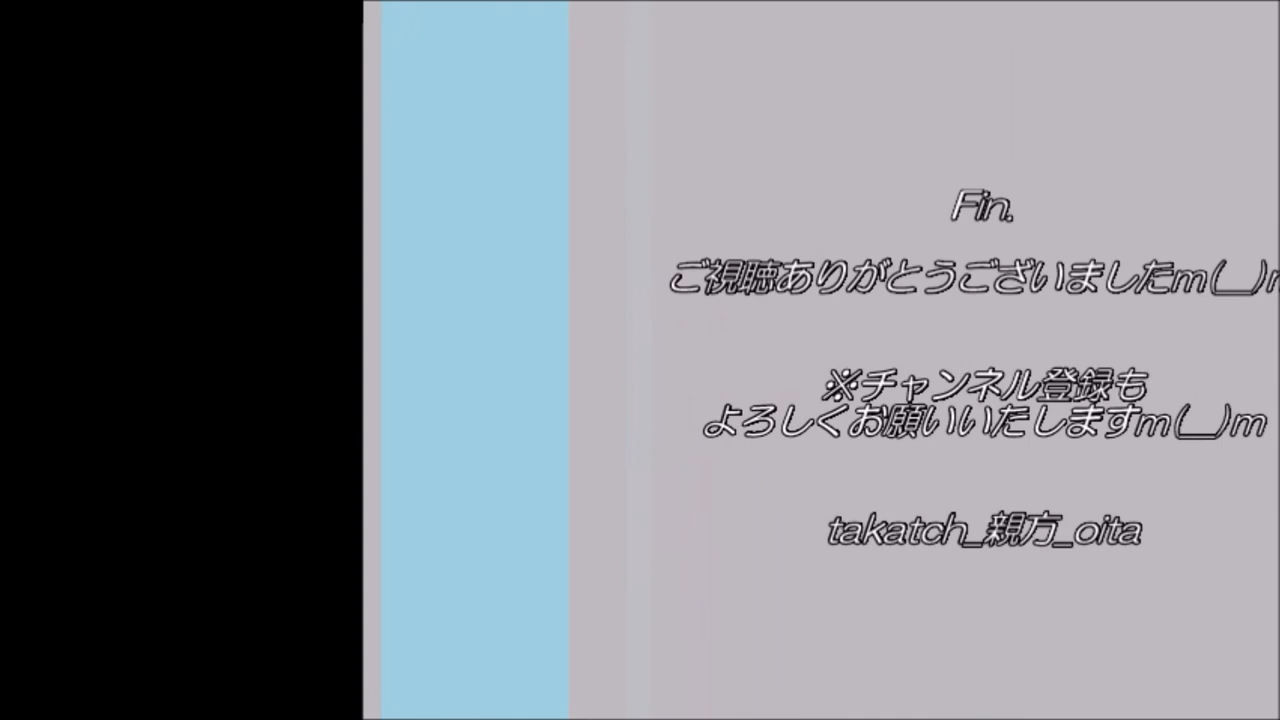 Fin.
ご視聴ありがとうございましたm(__)m
※チャンネル登録も
よろしくお願いいたしますm(__)m
takatch_親方_oita